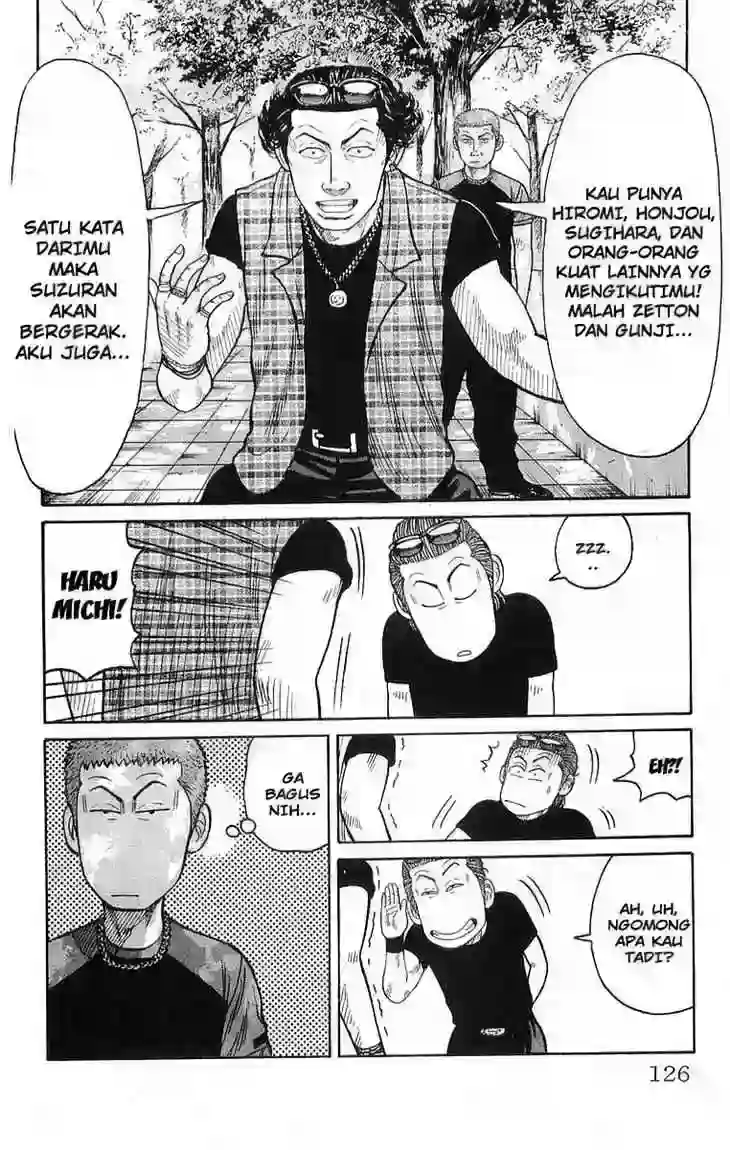 KAU PUNYA
HIROMI, HONJOU,
SUGIHARA, DAN
ORANG-ORANG
KUAT LAINNYA YG
MENGIKUTIMU!
MALAH ZETTON
DAN GUNJI...
SATU KATA
DARIMU
MAKA
SUZURAN
AKAN
BERGERAK.
AKU JUGA...
ZZZ.
..
HARU
MICHI!
EH?!
GA
BAGUS
NIH...
AH, UH,
NGOMONG
APA KAU
TADI?
126